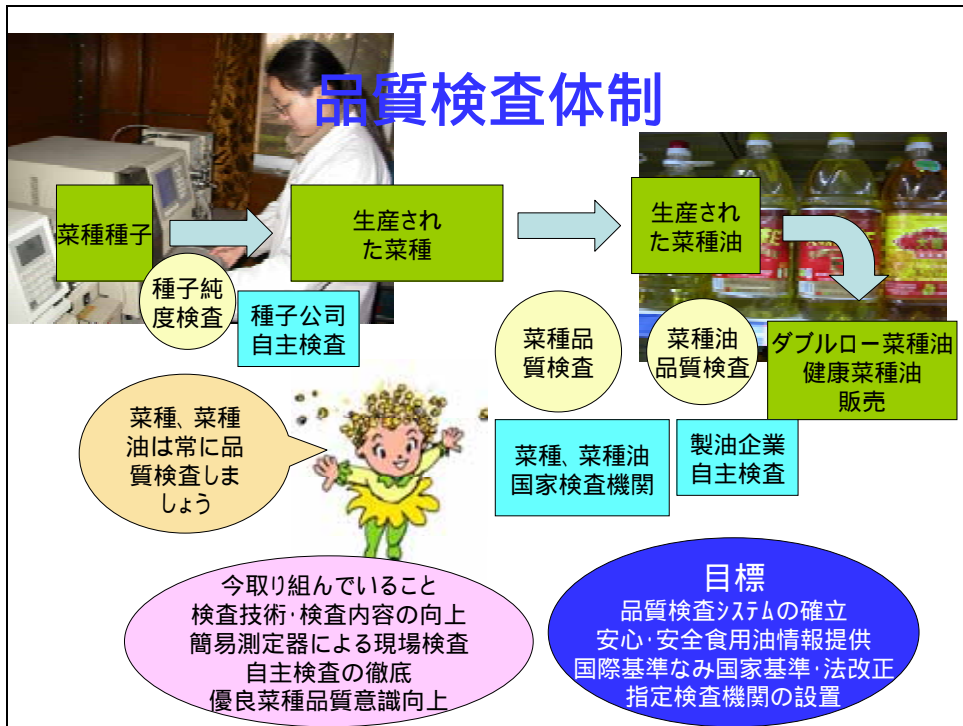 品質検査体制
菜種種子
生産され
た菜種
生産され
た菜種油
種子純
度検査
種子公司
自主検査
菜種品
質検査
菜種油
品質検査
ダブルロー菜種油
健康菜種油
販売
菜種、菜種油
国家検査機関
製油企業
自主検査
菜種、菜種
油は常に品
質検査しま
しょう
今取り組んでいること
検査技術・検査内容の向上
簡易測定器による現場検査
自主検査の徹底
優良菜種品質意識向上
目標
品質検査ｼｽﾃﾑの確立
安心・安全食用油情報提供
国際基準なみ国家基準・法改正
指定検査機関の設置